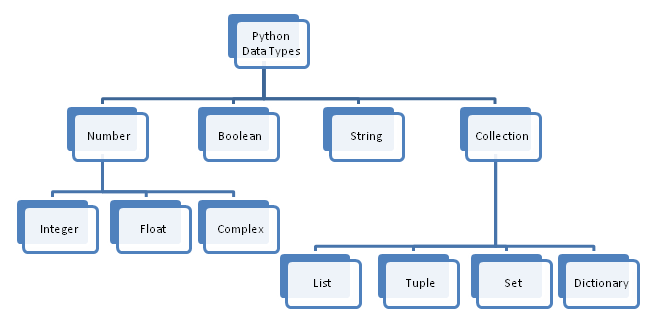 Python
Data Types
Number
Boolean
String
Collection
Integer
Float
Complex
List
Tuple
Set
Dictionary